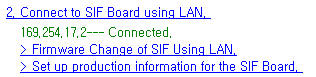 2. Connect to SIF Board using LAN.
169.254.17.2--- Connected.
> Firmware Change of SIF Using LAN.
> Set up production information for the SIF Board.